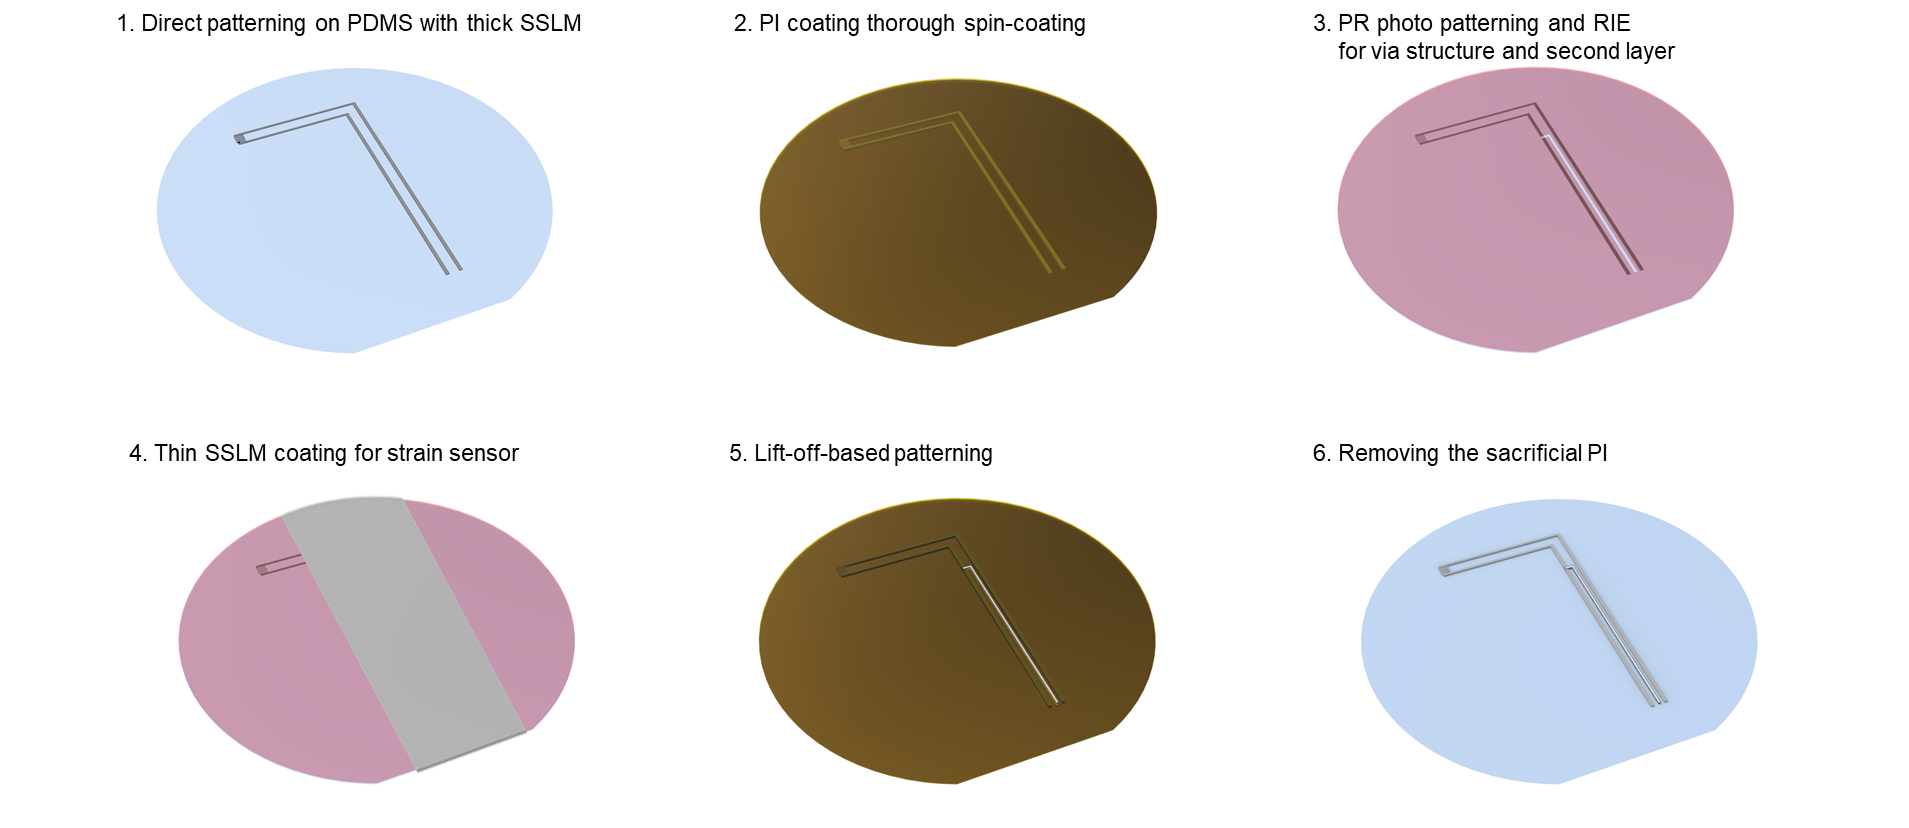 1. Direct patterning on PDMS with thick SSLM
2. PI coating thorough spin-coating
3. PR photo patterning and RIE
for via structure and second layer
4. Thin SSLM coating for strain sensor
5. Lift-off-based patterning
6. Removing the sacrificial PI